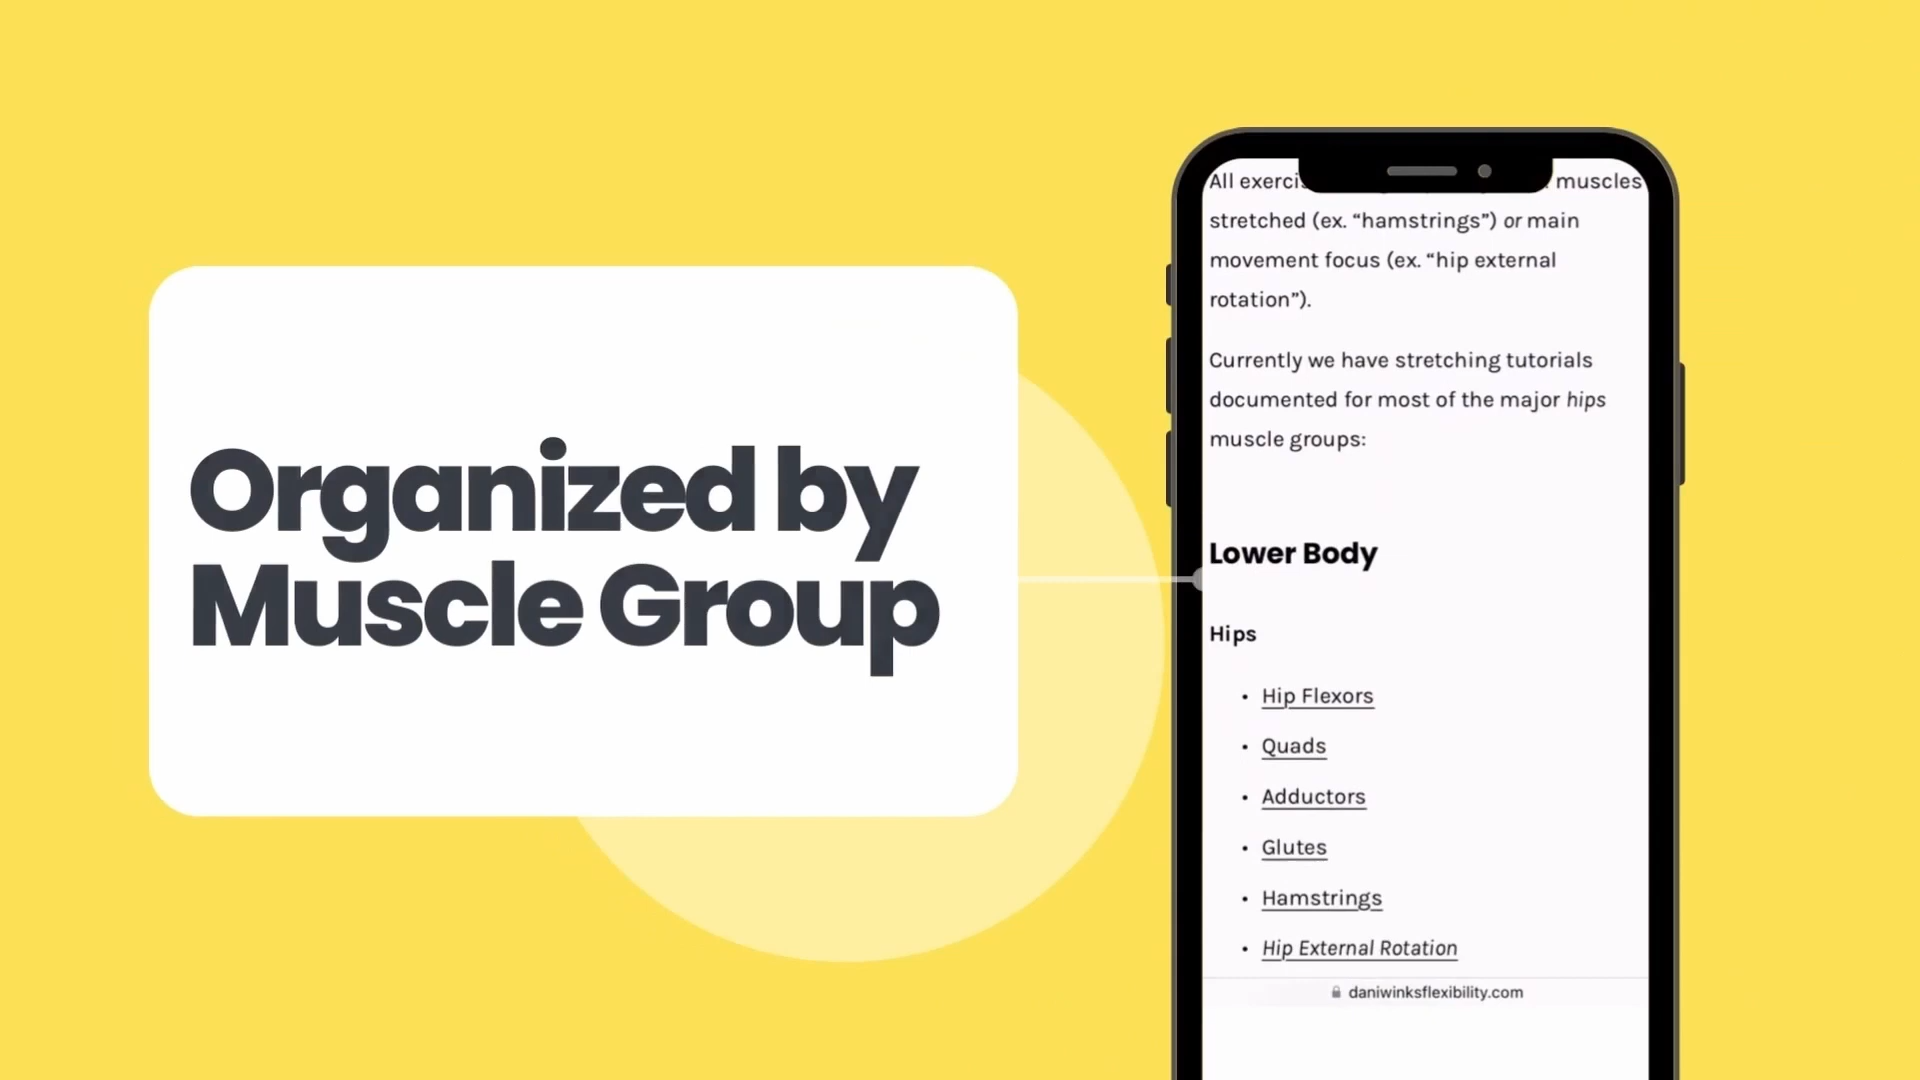 Organized by
Muscle Group
All exerci muscles
stretched (ex. “hamstrings”) or main
movement focus (ex. “hip external
rotation”).
Currently we have stretching tutorials
documented for most of the major hips
muscle groups:
Lower Body
Hips
• Hip Flexors
• Quads
• Adductors
• Glutes
• Hamstrings
• Hip External Rotation
daniwinksflexibility.com